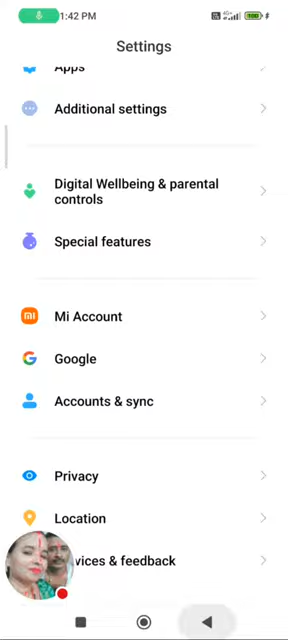 1:42 PM
Settings
Apps
Additional settings
Digital Wellbeing & parental
controls
Special features
Mi Account
Google
Accounts & sync
Privacy
Location
vices & feedback